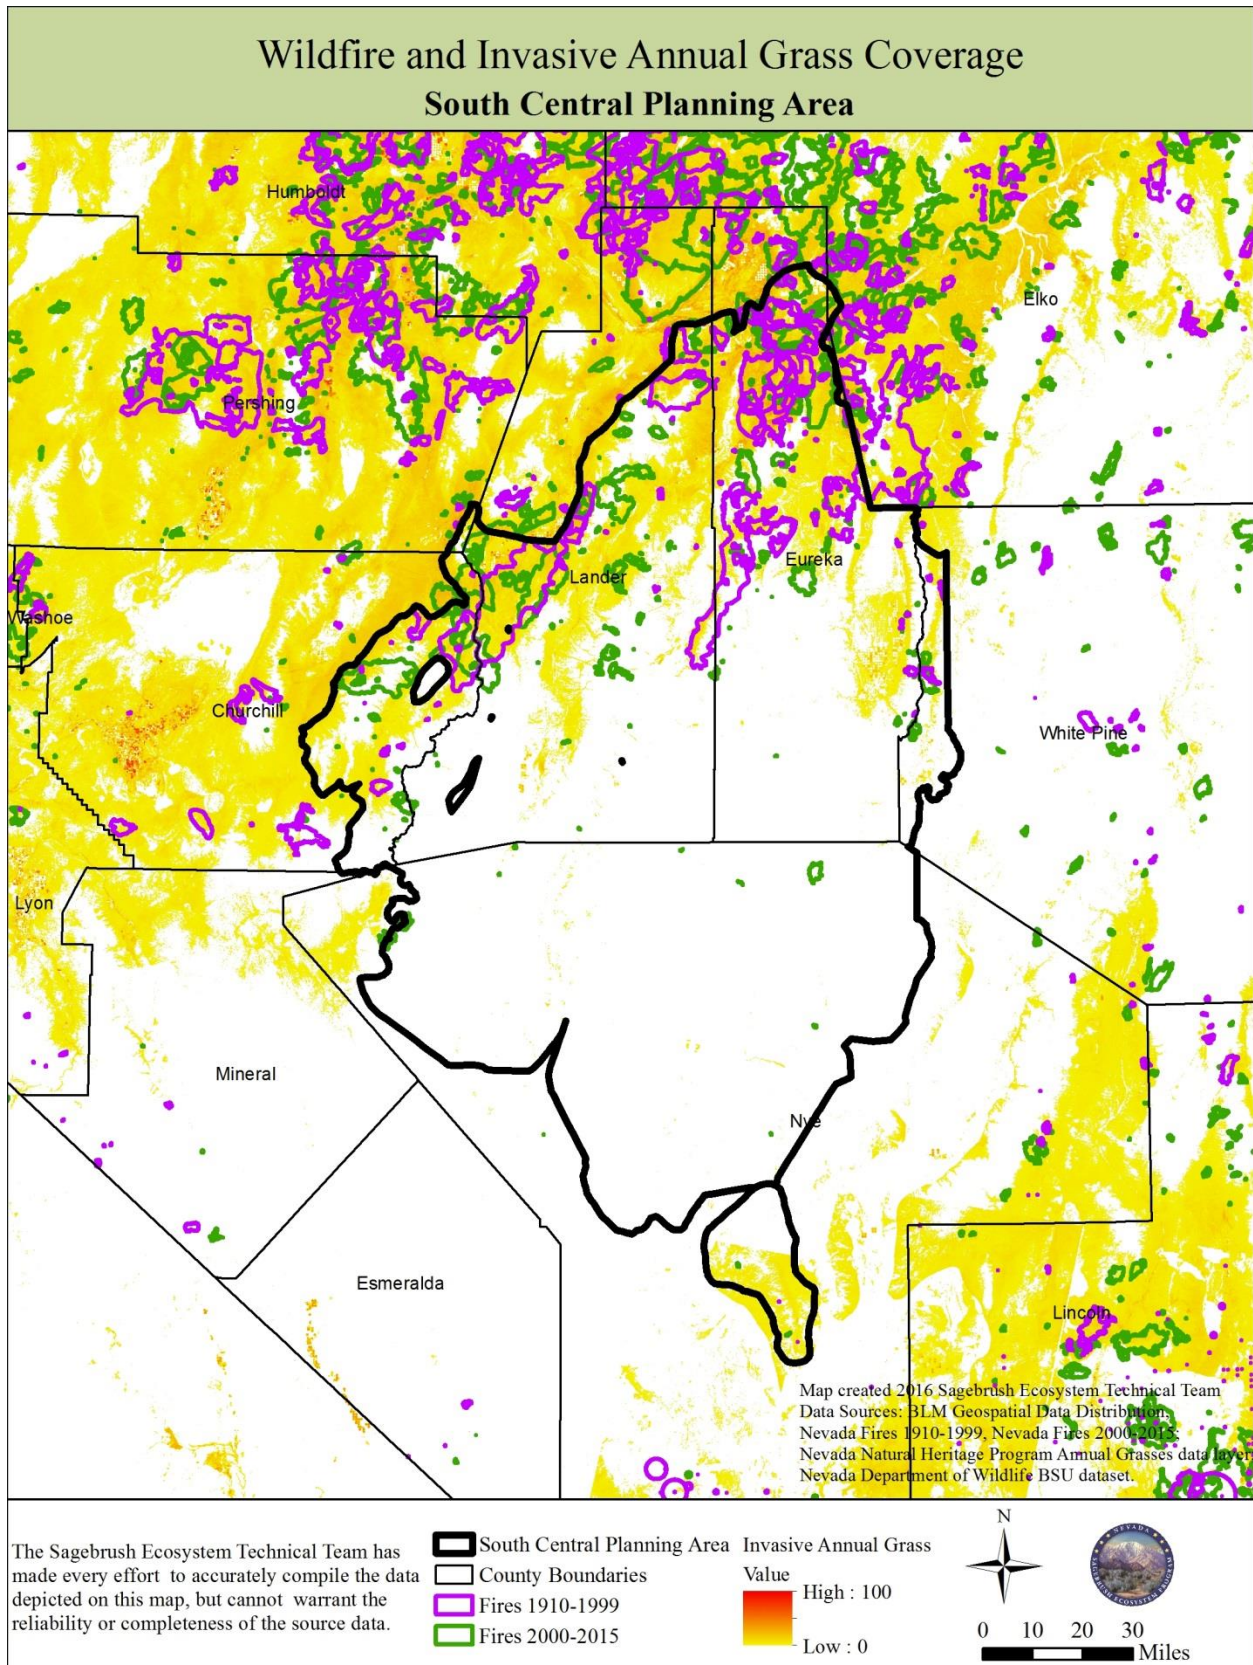 Wildfire and Invasive Annual Grass Coverage
South Central Planning Area
Humboldt
Elko
Pershing
Lander
Eureka
Washoe
Churchill
White Pine
Lyon
Mineral
Nye
Esmeralda
Lincoln
Map created 2016 Sagebrush Ecosystem Technical Team
Data Sources: BLM Geospatial Data Distribution,
Nevada Fires 1910-1999, Nevada Fires 2000-2015;
Nevada Natural Heritage Program Annual Grasses data layer
Nevada Department of Wildlife BSU dataset.
The Sagebrush Ecosystem Technical Team has
made every effort to accurately compile the data
depicted on this map, but cannot warrant the
reliability or completeness of the source data.
South Central Planning Area
County Boundaries
Fires 1910-1999
Fires 2000-2015
Invasive Annual Grass
Value
High : 100
Low : 0
N
NEVADA
SAGEBRUSH ECOSYSTEM PROGRAM
0 10 20 30
Miles